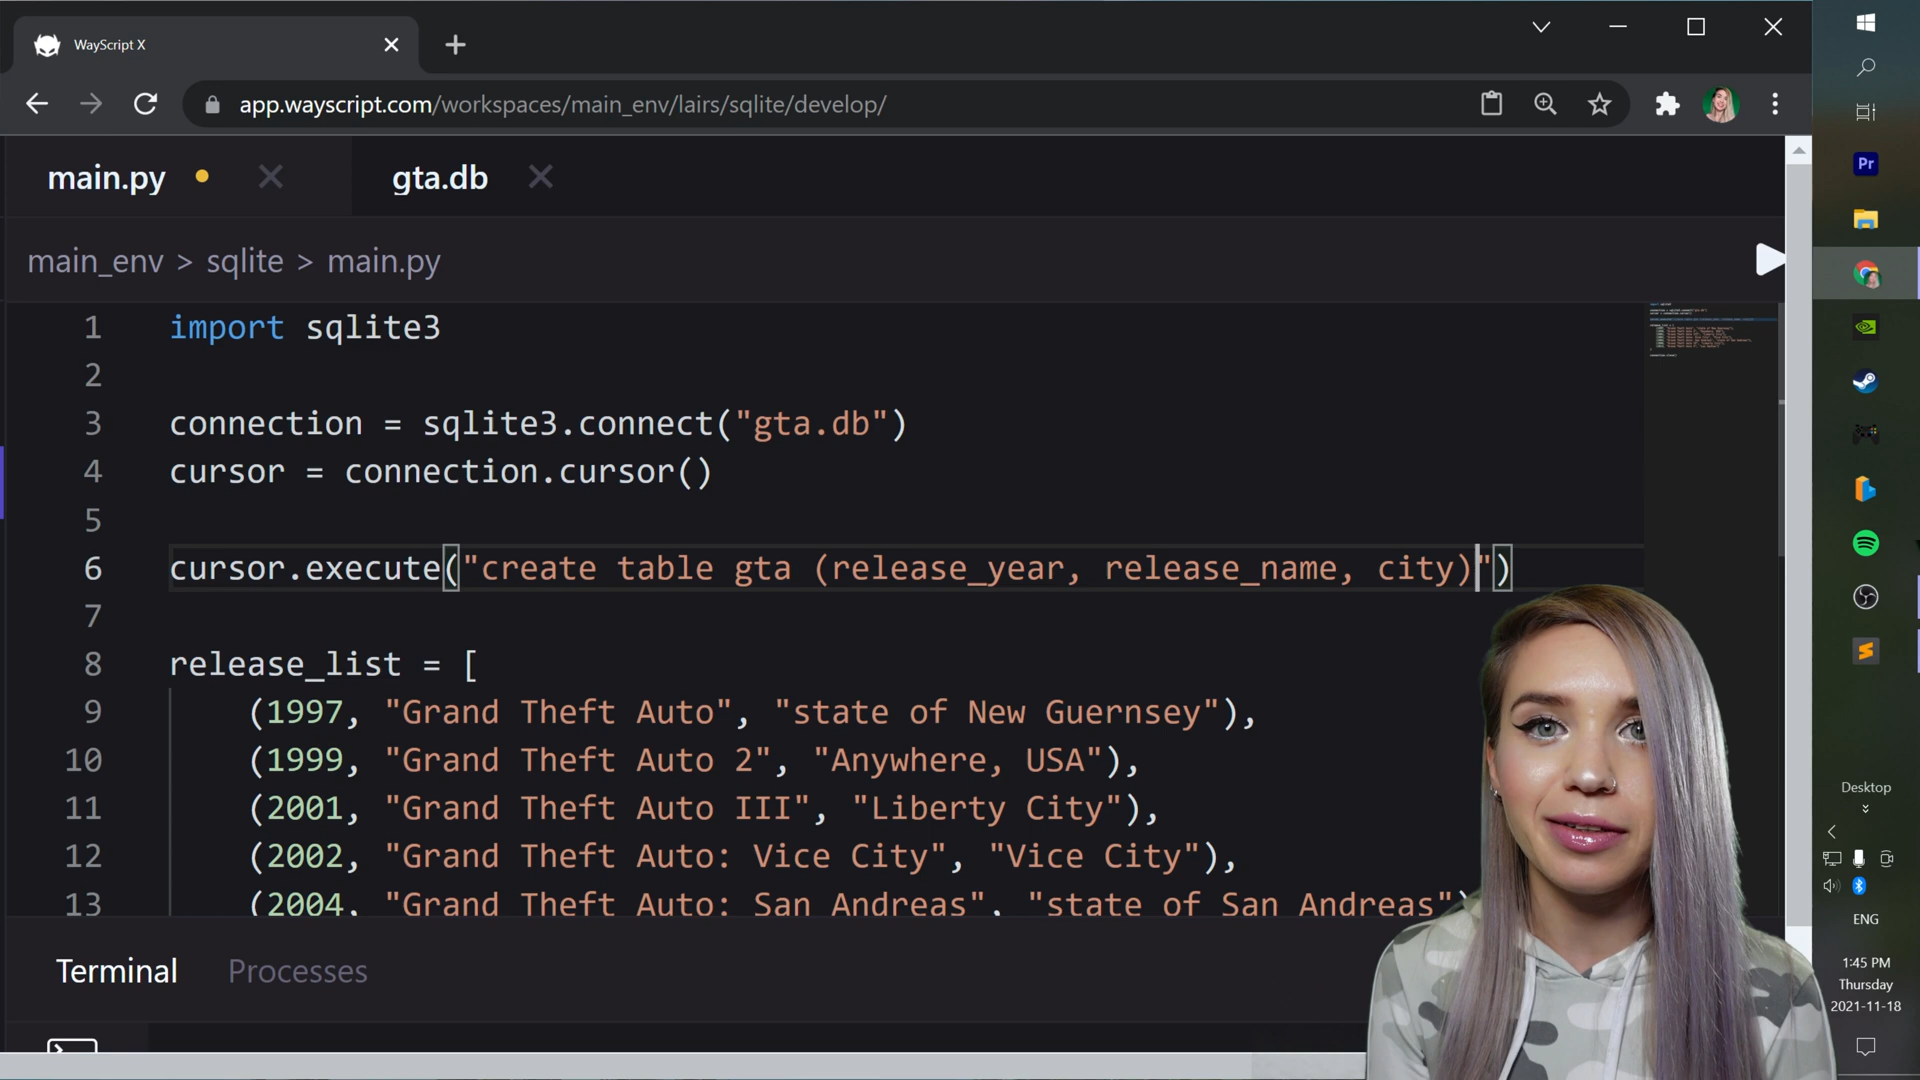 WayScript X
app.wayscript.com/workspaces/main_env/lairs/sqlite/develop/
main.py
gta.db
main_env > sqlite > main.py
1 import sqlite3
2
3 connection = sqlite3.connect("gta.db")
4 cursor = connection.cursor()
5
6 cursor.execute("create table gta (release_year, release_name, city)")
7
8 release_list = [
9 (1997, "Grand Theft Auto", "state of New Guernsey"),
10 (1999, "Grand Theft Auto 2", "Anywhere, USA"),
11 (2001, "Grand Theft Auto III", "Liberty City"),
12 (2002, "Grand Theft Auto: Vice City", "Vice City"),
13 (2004, "Grand Theft Auto: San Andreas", "state of San Andreas")
Terminal Processes
Pr
Desktop
ENG
1:45 PM
Thursday
2021-11-18